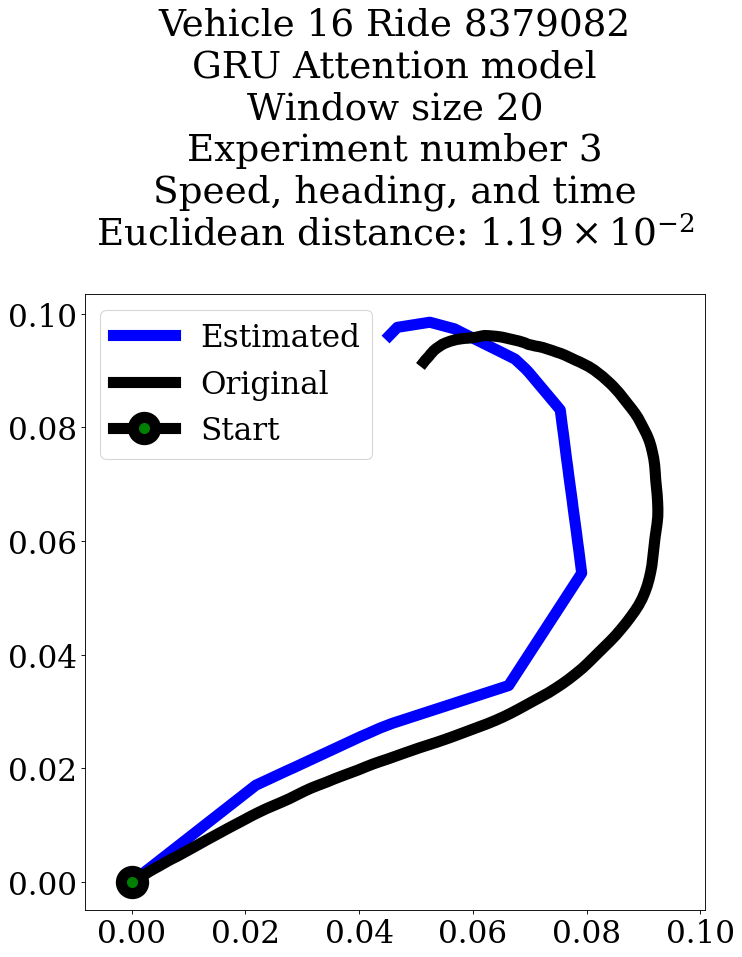 Vehicle 16 Ride 8379082
GRU Attention model
Window size 20
Experiment number 3
Speed, heading, and time
Euclidean distance: 1.19 × 10⁻²
Estimated
Original
Start
0.10
0.08
0.06
0.04
0.02
0.00
0.00 0.02 0.04 0.06 0.08 0.10